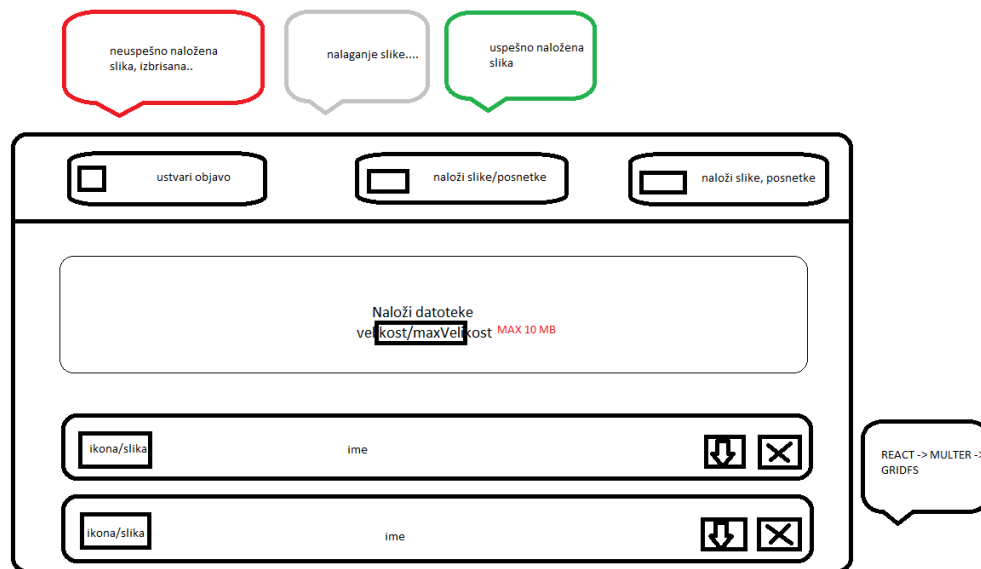 neuspešno naložena
slika, izbrisana..
nalaganje slike....
uspešno naložena
slika
ustvari objavo
naloži slike/posnetke
naloži slike, posnetke
Naloži datoteke
velikost/maxVelikost MAX 10 MB
ikona/slika
ime
REACT -> MULTER ->
GRIDFS
ikona/slika
ime